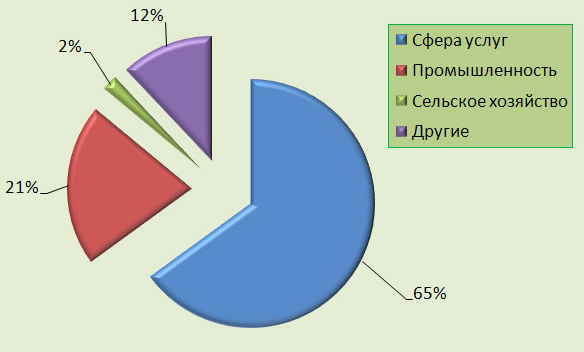 12%
2%
21%
65%
Сфера услуг
Промышленность
Сельское хозяйство
Другие